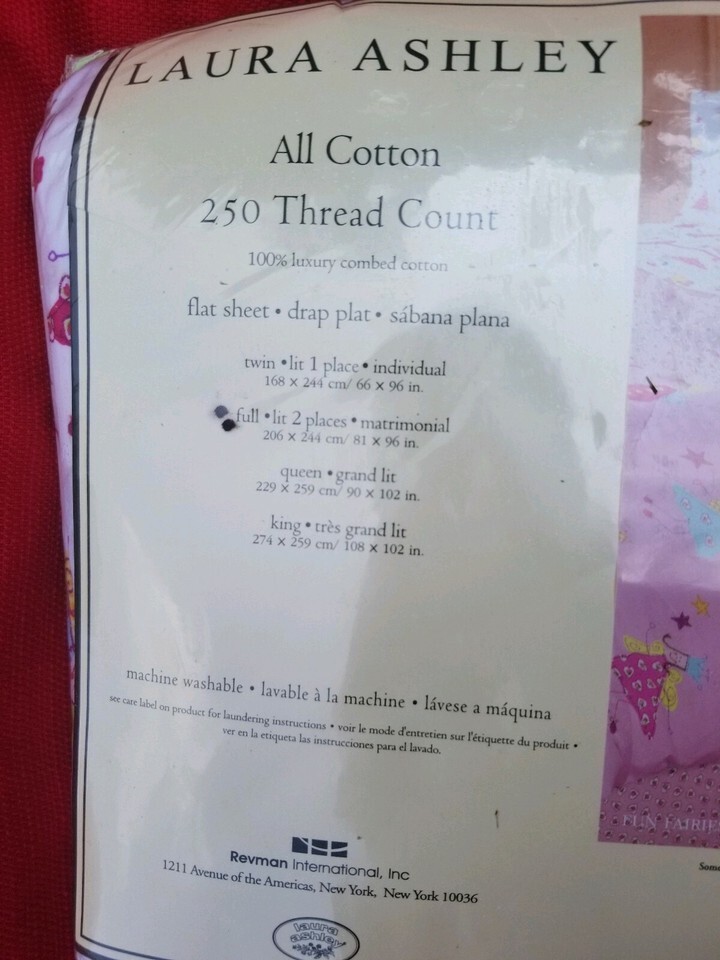 LAURA ASHLEY
All Cotton
250 Thread Count
100% luxury combed cotton
flat sheet • drap plat • sábana plana
twin • lit 1 place • individual
168 x 244 cm/ 66 x 96 in.
full • lit 2 places • matrimonial
206 x 244 cm/ 81 x 96 in.
queen • grand lit
229 x 259 cm/ 90 x 102 in.
king • très grand lit
274 x 259 cm/ 108 x 102 in.
machine washable • lavable à la machine • lávese a máquina
see care label on product for laundering instructions • voir le mode d'entretien sur l'étiquette du produit •
ver en la etiqueta las instrucciones para el lavado.
FUN FAIRIES
Some
Revman International, Inc
1211 Avenue of the Americas, New York, New York 10036
laura
ashley